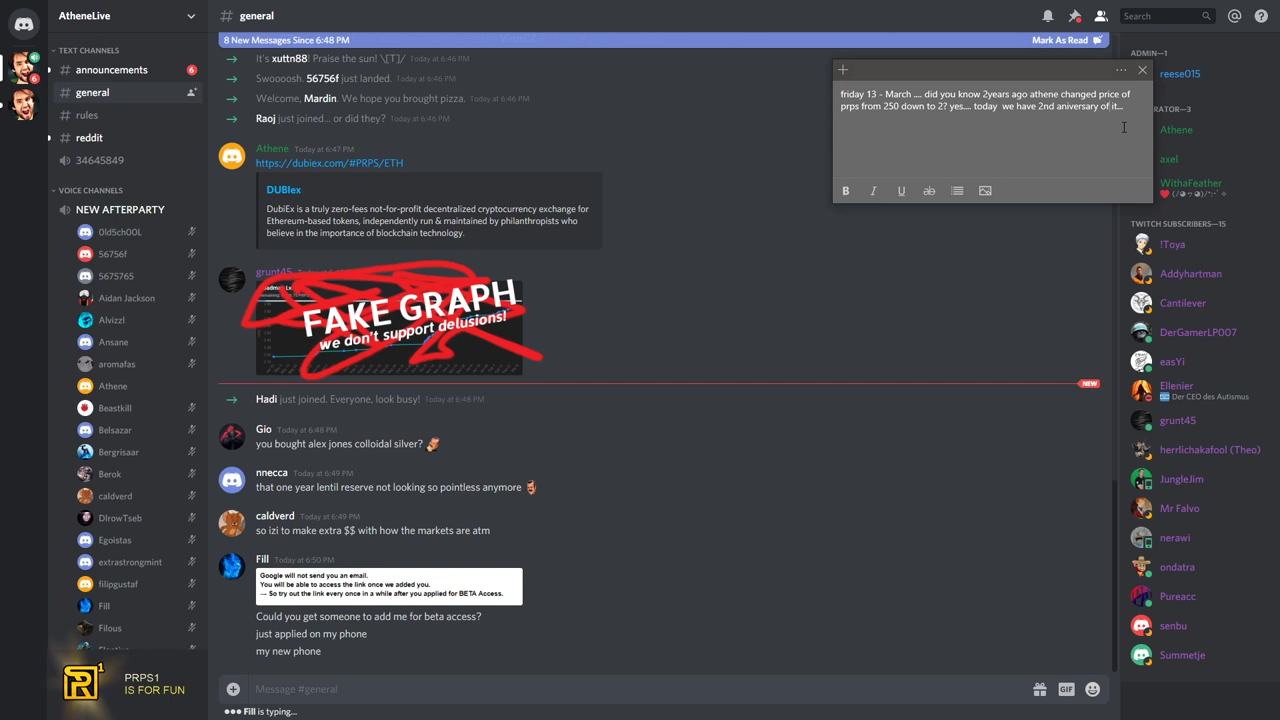 AtheneLive
general
Search
8 New Messages Since 6:48 PM
Mark As Read
TEXT CHANNELS
announcements
6
general
rules
reddit
34645849
VOICE CHANNELS
NEW AFTERPARTY
0ld5ch00L
56756f
5675765
Aidan Jackson
Alvizzl
Ansane
aromafas
Athene
Beastkill
Belsazar
Bergrisaar
Berok
caldverd
DlrowTseb
Egoistas
extrastrongmint
filipgustaf
Fill
Filous
PRPS1
IS FOR FUN
It's xuttn88! Praise the sun! \[T]/ Today at 6:46 PM
Swoooosh. 56756f just landed. Today at 6:46 PM
Welcome, Mardin. We hope you brought pizza. Today at 6:46 PM
Raoj just joined... or did they? Today at 6:46 PM
Athene Today at 6:47 PM
https://dubiex.com/#PRPS/ETH
DUBIex
DubiEx is a truly zero-fees not-for-profit decentralized cryptocurrency exchange for
Ethereum-based tokens, independently run & maintained by philanthropists who
believe in the importance of blockchain technology.
grunt45
FAKE GRAPH
we don't support delusions!
NEW
Hadi just joined. Everyone, look busy! Today at 6:48 PM
Gio Today at 6:48 PM
you bought alex jones colloidal silver?
nnecca Today at 6:49 PM
that one year lentil reserve not looking so pointless anymore
caldverd Today at 6:49 PM
so izi to make extra $$ with how the markets are atm
Fill Today at 6:50 PM
Google will not send you an email.
You will be able to access the link once we added you.
→ So try out the link every once in a while after you applied for BETA Access.
Could you get someone to add me for beta access?
just applied on my phone
my new phone
Message #general
GIF
Fill is typing...
friday 13 - March .... did you know 2years ago athene changed price of
prps from 250 down to 2? yes.... today we have 2nd aniversary of it...
B I U ab
ADMIN—1
reese015
ERATOR—3
Athene
axel
WithaFeather
TWITCH SUBSCRIBERS—15
!Toya
Addyhartman
Cantilever
DerGamerLP007
easYi
Ellenier
Der CEO des Autismus
grunt45
herrlichakafool (Theo)
JungleJim
Mr Falvo
nerawi
ondatra
Pureacc
senbu
Summetje